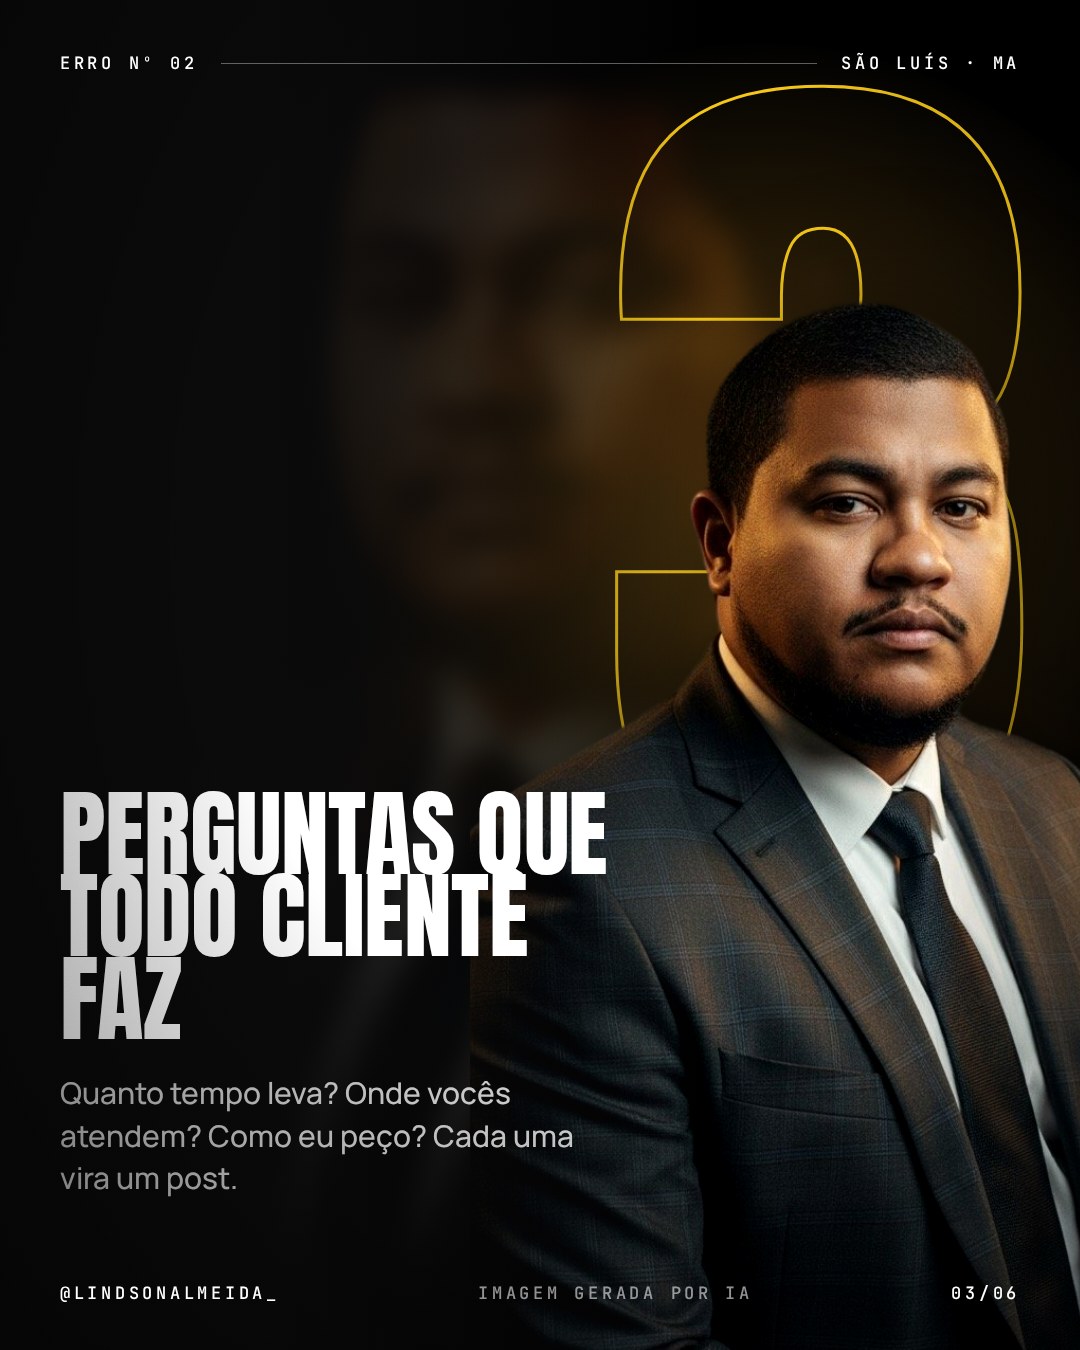 ERRO Nº 02
SÃO LUÍS · MA
3
PERGUNTAS QUE
TODO CLIENTE
FAZ
Quanto tempo leva? Onde vocês
atendem? Como eu peço? Cada uma
vira um post.
@LINDSONALMEIDA_
IMAGEM GERADA POR IA
03/06